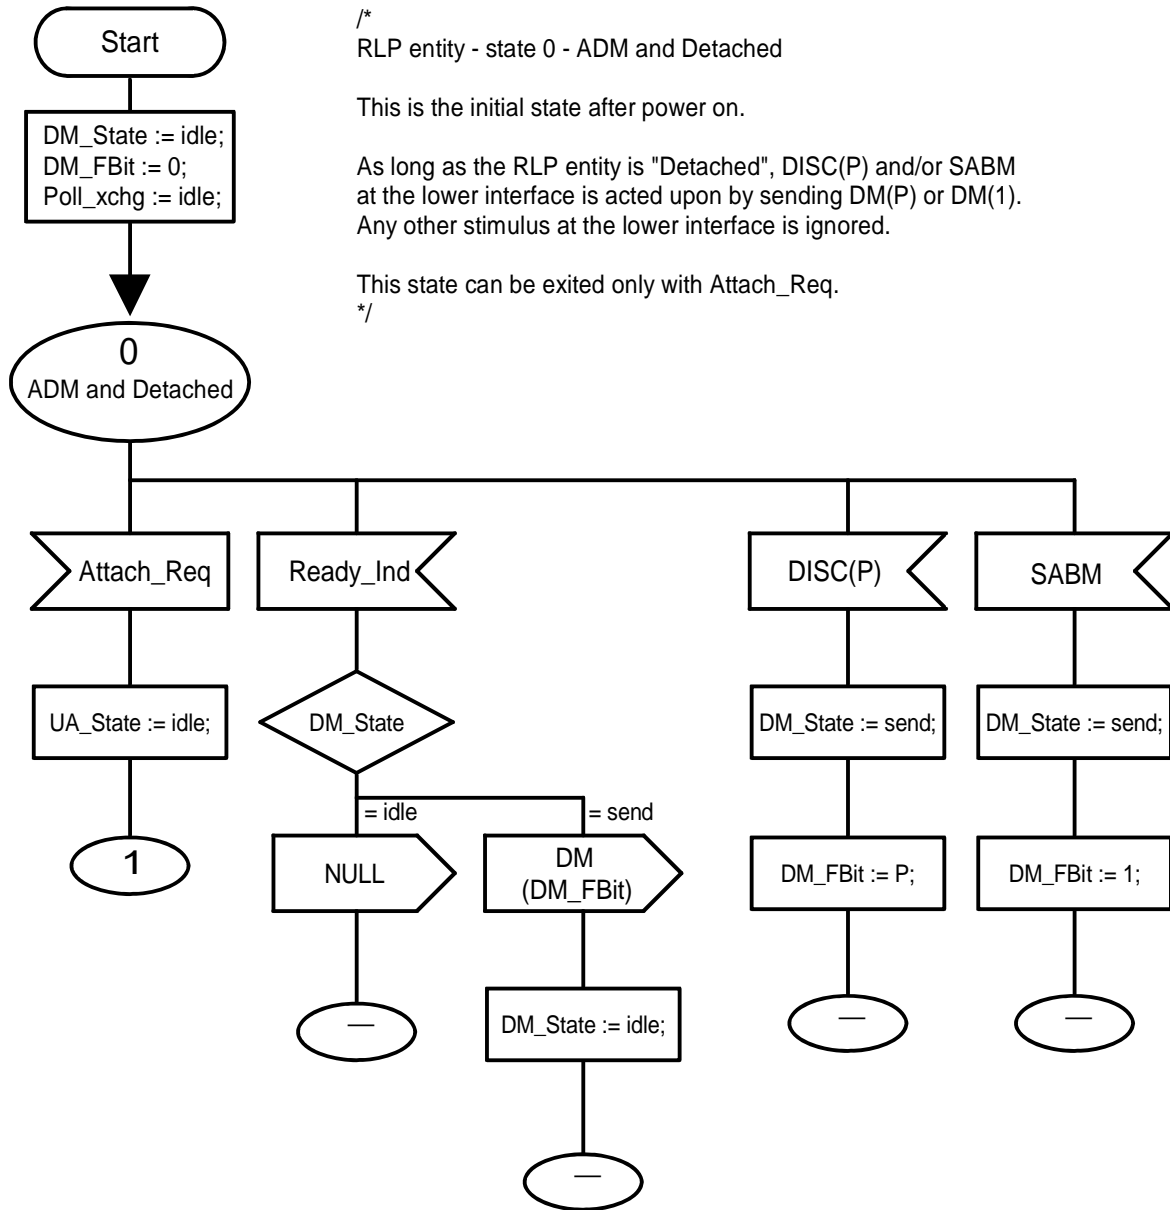 Start
DM_State := idle;
DM_FBit := 0;
Poll_xchg := idle;
/*
RLP entity - state 0 - ADM and Detached
This is the initial state after power on.
As long as the RLP entity is "Detached", DISC(P) and/or SABM
at the lower interface is acted upon by sending DM(P) or DM(1).
Any other stimulus at the lower interface is ignored.
This state can be exited only with Attach_Req.
*/
0
ADM and Detached
Attach_Req
Ready_Ind
DISC(P)
SABM
UA_State := idle;
DM_State
DM_State := send;
DM_State := send;
= idle
= send
1
NULL
DM
(DM_FBit)
DM_FBit := P;
DM_FBit := 1;
—
DM_State := idle;
—
—
—